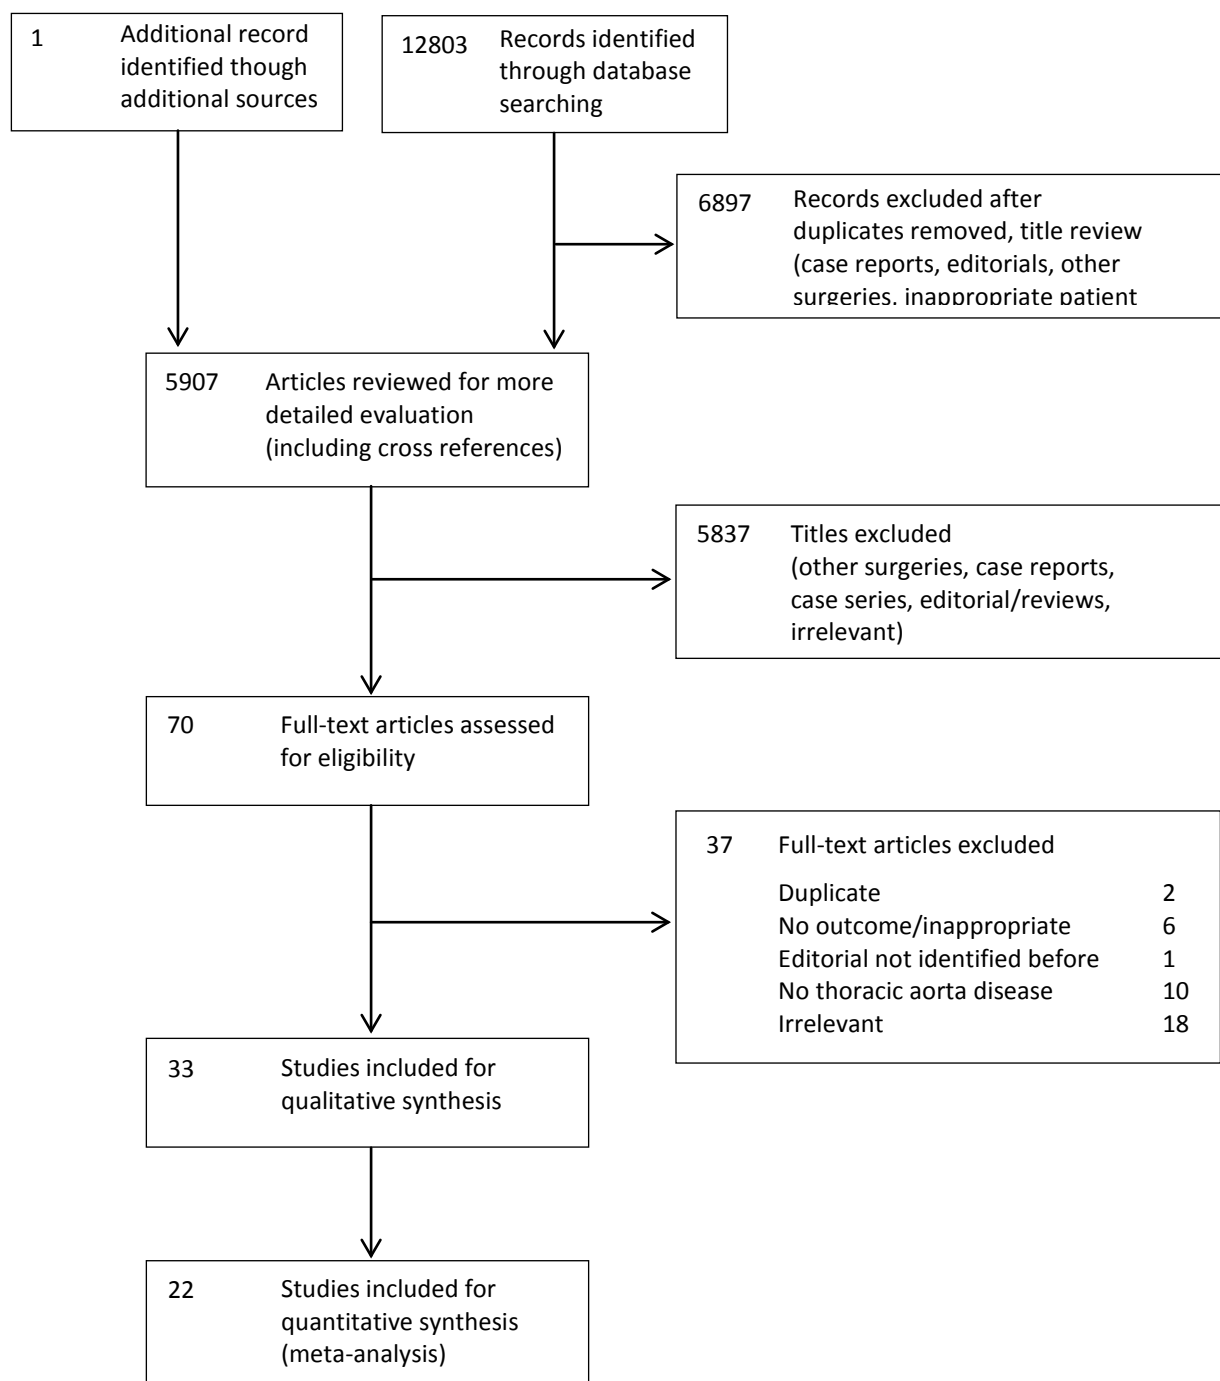 1 Additional record
identified though
additional sources
12803 Records identified
through database
searching
6897 Records excluded after
duplicates removed, title review
(case reports, editorials, other
surgeries, inappropriate patient
5907 Articles reviewed for more
detailed evaluation
(including cross references)
5837 Titles excluded
(other surgeries, case reports,
case series, editorial/reviews,
irrelevant)
70 Full-text articles assessed
for eligibility
37 Full-text articles excluded
Duplicate 2
No outcome/inappropriate 6
Editorial not identified before 1
No thoracic aorta disease 10
Irrelevant 18
33 Studies included for
qualitative synthesis
22 Studies included for
quantitative synthesis
(meta-analysis)